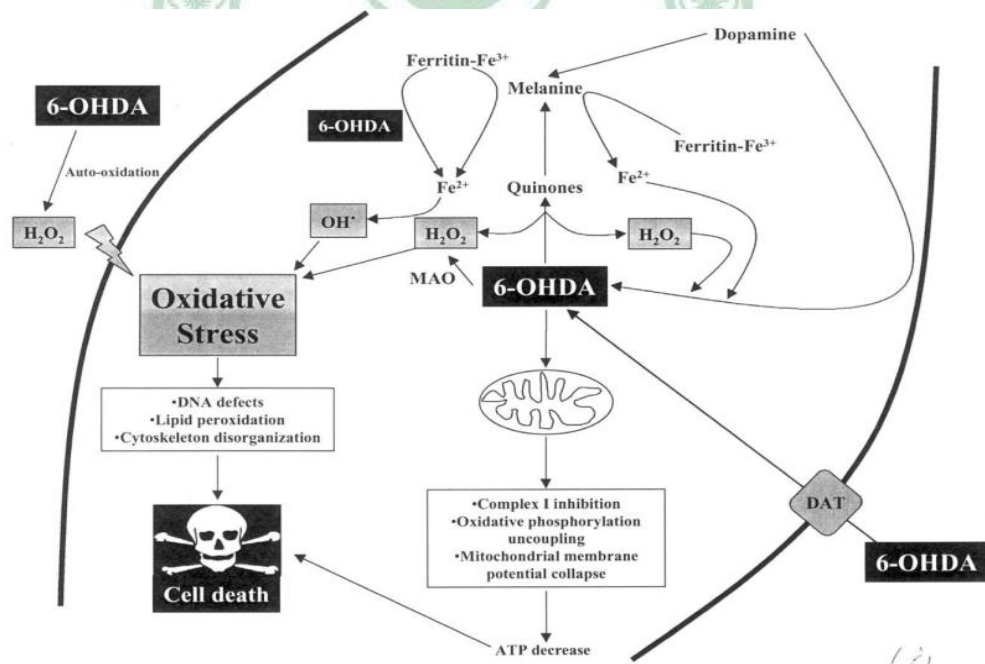 Dopamine
Ferritin-Fe³⁺
Melanine
6-OHDA
6-OHDA
Ferritin-Fe³⁺
Auto-oxidation
Fe²⁺
Quinones
Fe²⁺
H₂O₂
OH•
H₂O₂
H₂O₂
MAO
6-OHDA
Oxidative
Stress
•DNA defects
•Lipid peroxidation
•Cytoskeleton disorganization
•Complex I inhibition
•Oxidative phosphorylation
uncoupling
•Mitochondrial membrane
potential collapse
DAT
6-OHDA
Cell death
ATP decrease